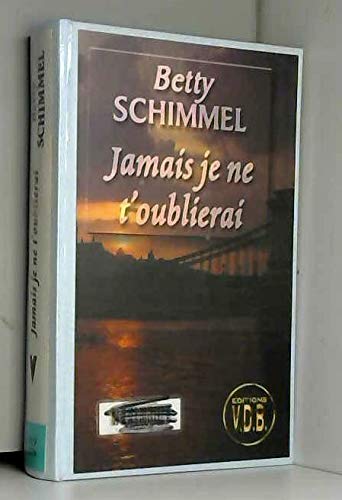 Betty
SCHIMMEL
Jamais je ne
t'oublierai
EDITIONS
V.D.B.
Jamais je ne t'oublierai
SCHIMMEL